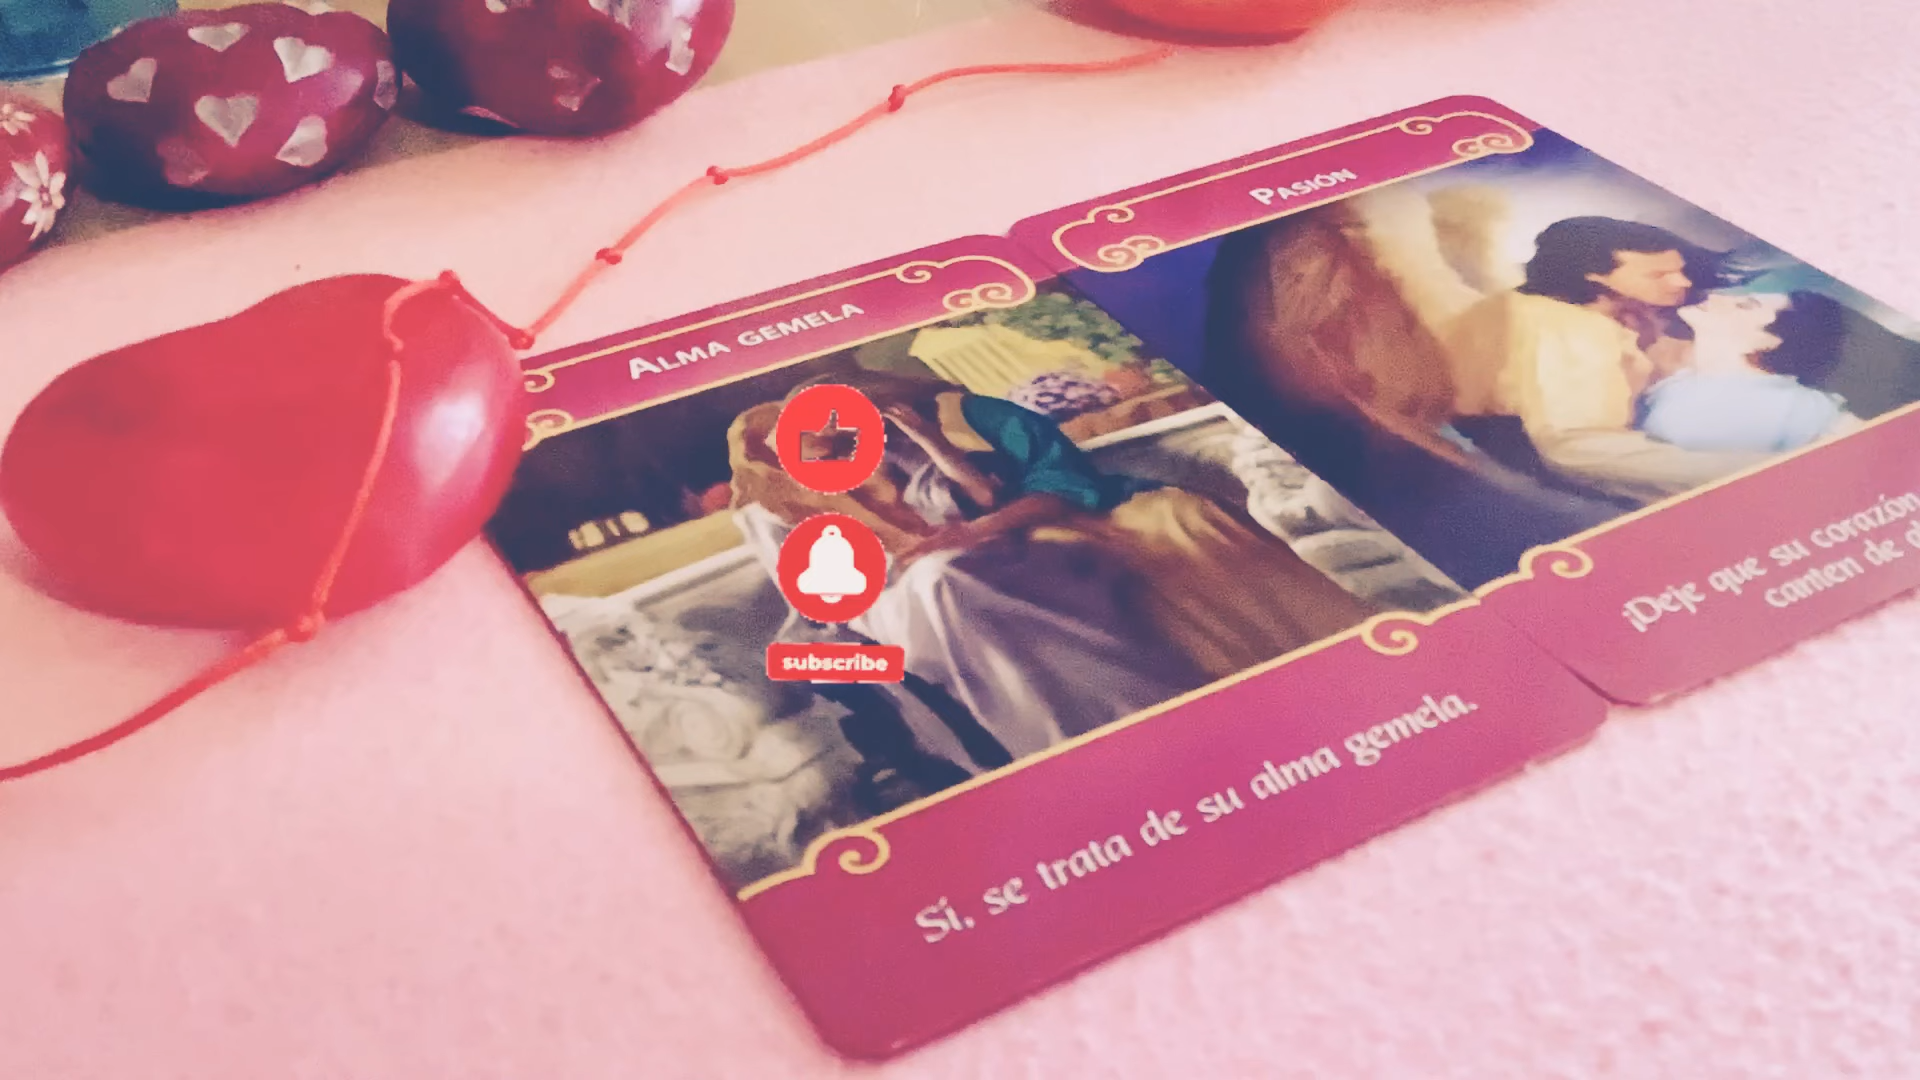 ALMA GEMELA
Sí, se trata de su alma gemela.
PASIÓN
¡Deje que su corazón
canten de
subscribe